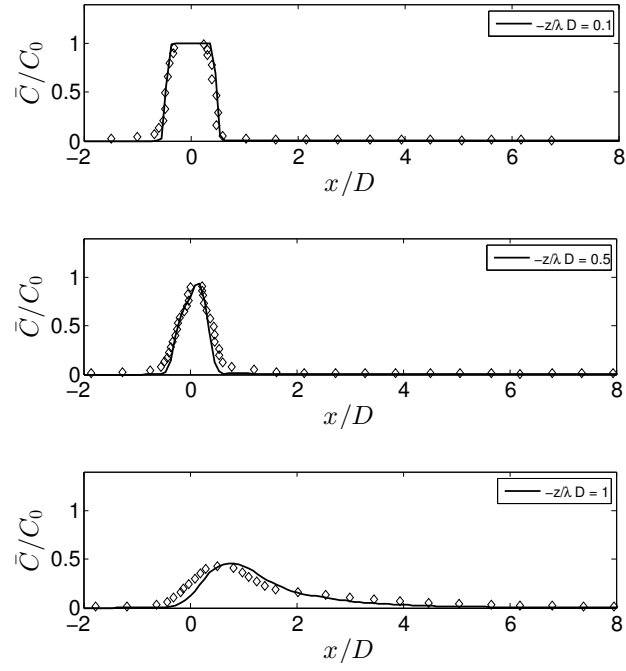 C̄/C₀
1
0.5
0
−2 0 2 4 6 8
x/D
−z/λ D = 0.1
C̄/C₀
1
0.5
0
−2 0 2 4 6 8
x/D
−z/λ D = 0.5
C̄/C₀
1
0.5
0
−2 0 2 4 6 8
x/D
−z/λ D = 1